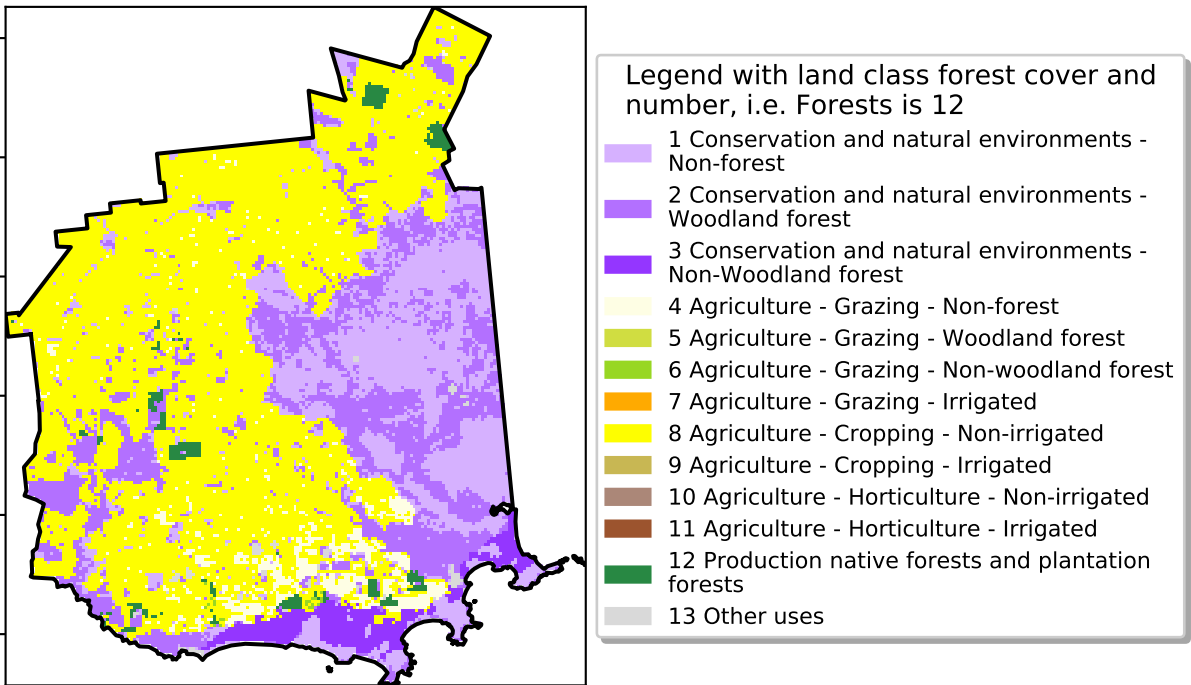 Legend with land class forest cover and
number, i.e. Forests is 12
1 Conservation and natural environments -
Non-forest
2 Conservation and natural environments -
Woodland forest
3 Conservation and natural environments -
Non-Woodland forest
4 Agriculture - Grazing - Non-forest
5 Agriculture - Grazing - Woodland forest
6 Agriculture - Grazing - Non-woodland forest
7 Agriculture - Grazing - Irrigated
8 Agriculture - Cropping - Non-irrigated
9 Agriculture - Cropping - Irrigated
10 Agriculture - Horticulture - Non-irrigated
11 Agriculture - Horticulture - Irrigated
12 Production native forests and plantation
forests
13 Other uses